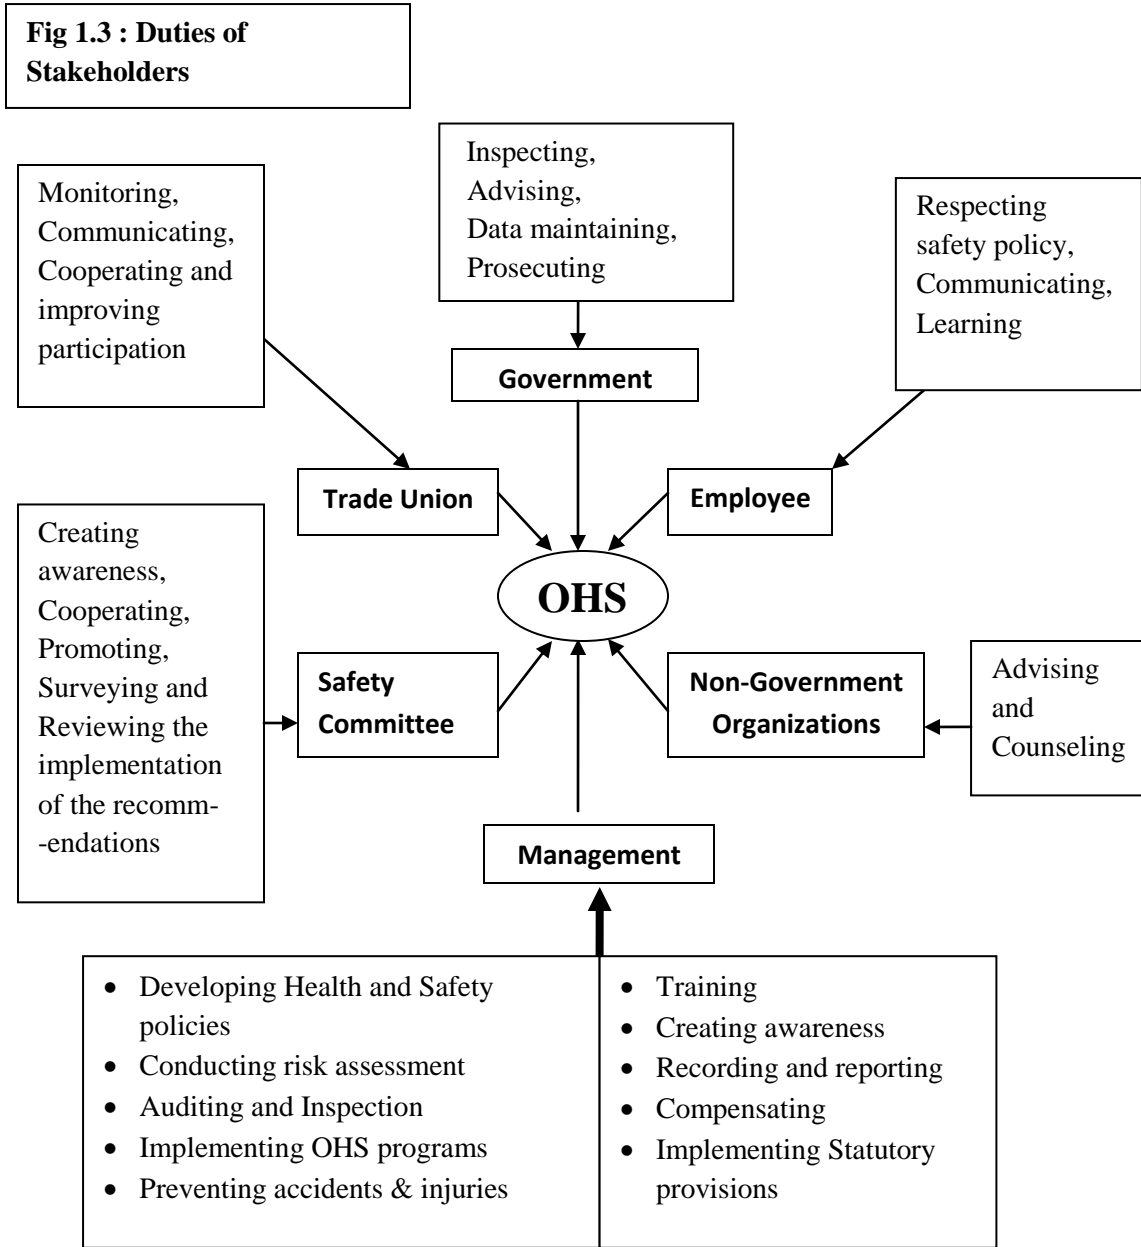 Fig 1.3 : Duties of
Stakeholders
Inspecting,
Advising,
Data maintaining,
Prosecuting
Monitoring,
Communicating,
Cooperating and
improving
participation
Respecting
safety policy,
Communicating,
Learning
Government
Trade Union
Employee
Creating
awareness,
Cooperating,
Promoting,
Surveying and
Reviewing the
implementation
of the recomm-
-endations
OHS
Safety
Committee
Non-Government
Organizations
Advising
and
Counseling
Management
• Developing Health and Safety
policies
• Conducting risk assessment
• Auditing and Inspection
• Implementing OHS programs
• Preventing accidents & injuries
• Training
• Creating awareness
• Recording and reporting
• Compensating
• Implementing Statutory
provisions